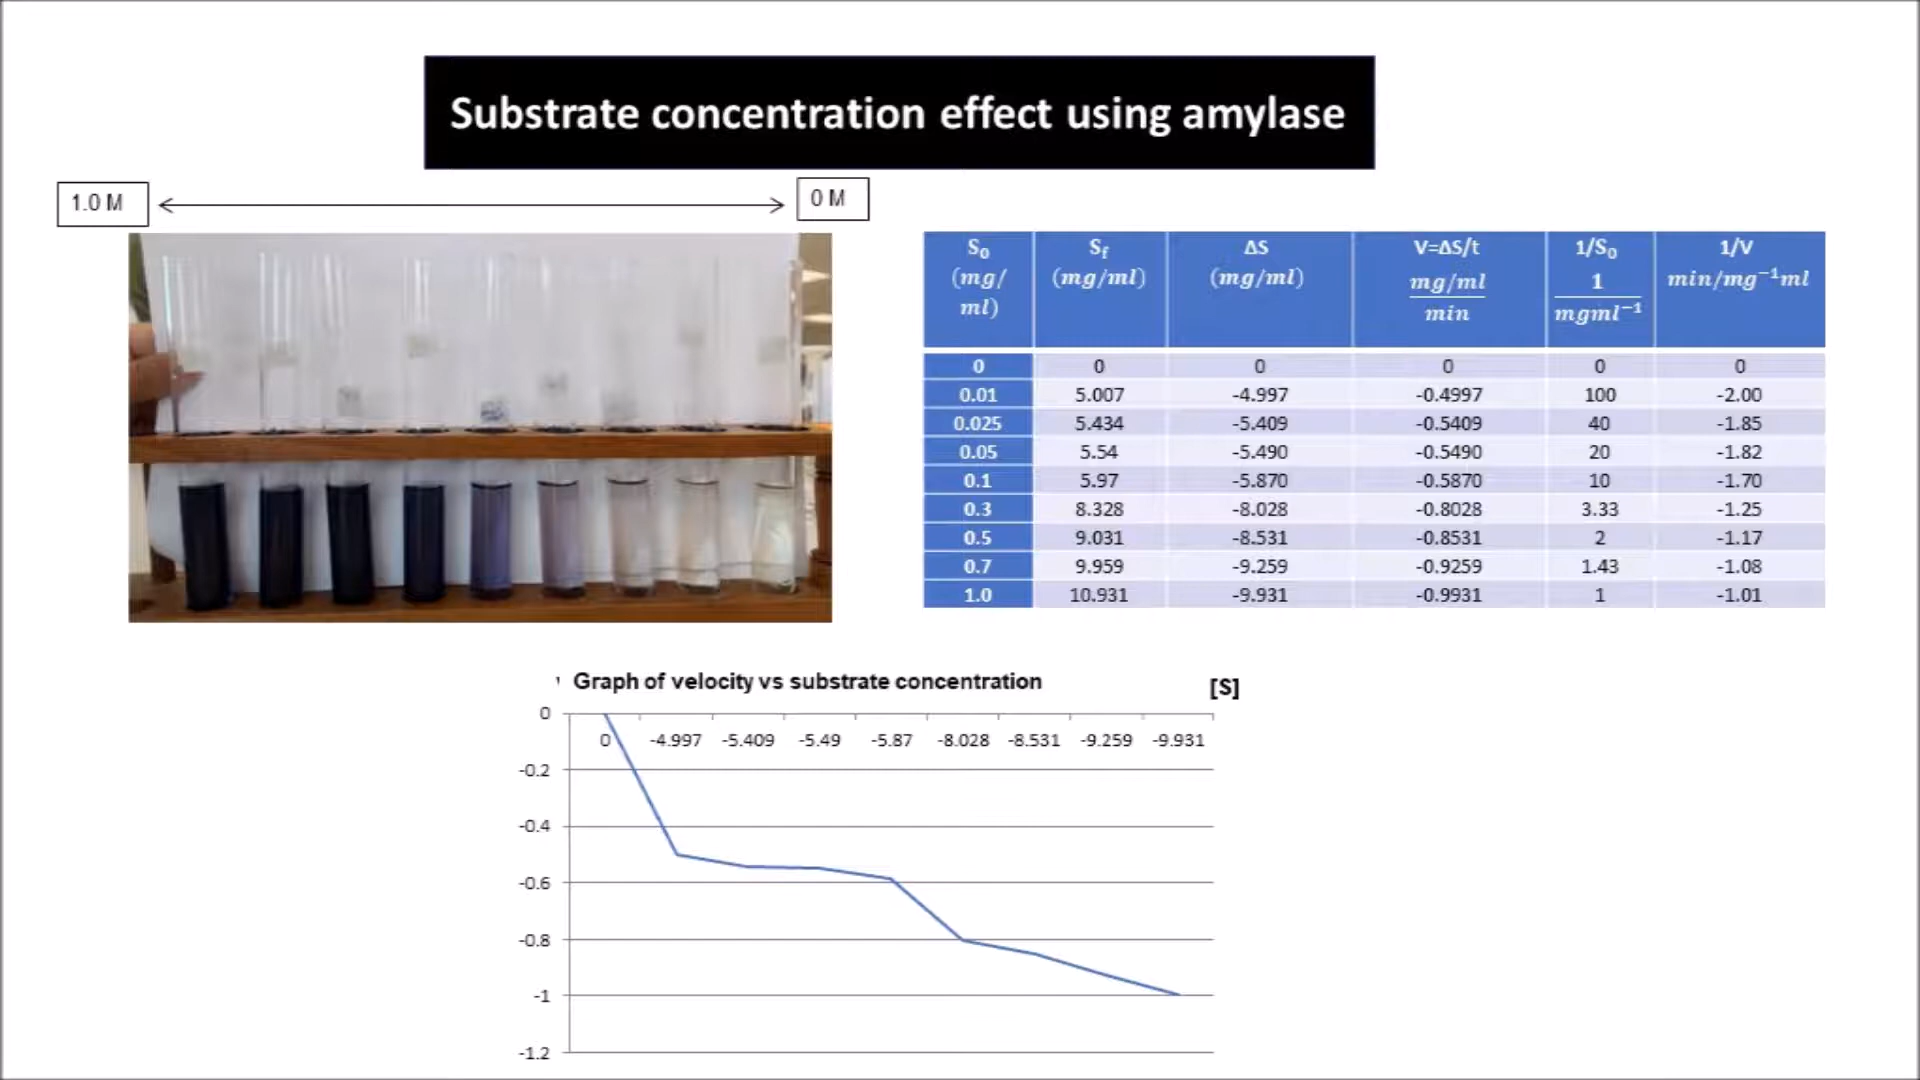 Substrate concentration effect using amylase
1.0 M
0 M
S₀ (mg/ml) S_f (mg/ml) ΔS (mg/ml) V=ΔS/t mg/ml/min 1/S₀ 1/mgml⁻¹ 1/V min/mg⁻¹ml
0 0 0 0 0 0
0.01 5.007 -4.997 -0.4997 100 -2.00
0.025 5.434 -5.409 -0.5409 40 -1.85
0.05 5.54 -5.490 -0.5490 20 -1.82
0.1 5.97 -5.870 -0.5870 10 -1.70
0.3 8.328 -8.028 -0.8028 3.33 -1.25
0.5 9.031 -8.531 -0.8531 2 -1.17
0.7 9.959 -9.259 -0.9259 1.43 -1.08
1.0 10.931 -9.931 -0.9931 1 -1.01
Graph of velocity vs substrate concentration
[S]
0
0 -4.997 -5.409 -5.49 -5.87 -8.028 -8.531 -9.259 -9.931
-0.2
-0.4
-0.6
-0.8
-1
-1.2